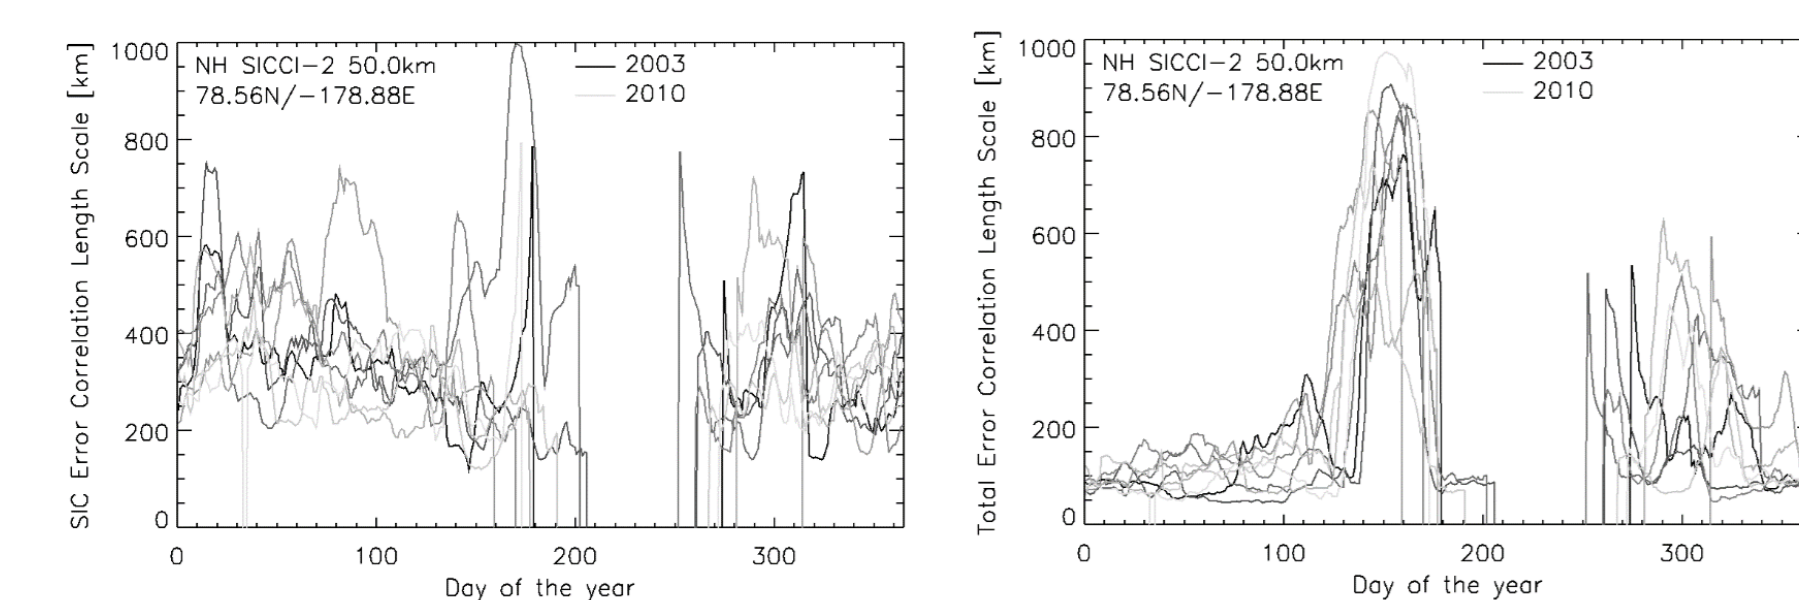 SIC Error Correlation Length Scale [km]
1000
800
600
400
200
0
NH SICCI-2 50.0km
78.56N/-178.88E
2003
2010
0 100 200 300
Day of the year
Total Error Correlation Length Scale [km]
1000
800
600
400
200
0
NH SICCI-2 50.0km
78.56N/-178.88E
2003
2010
0 100 200 300
Day of the year